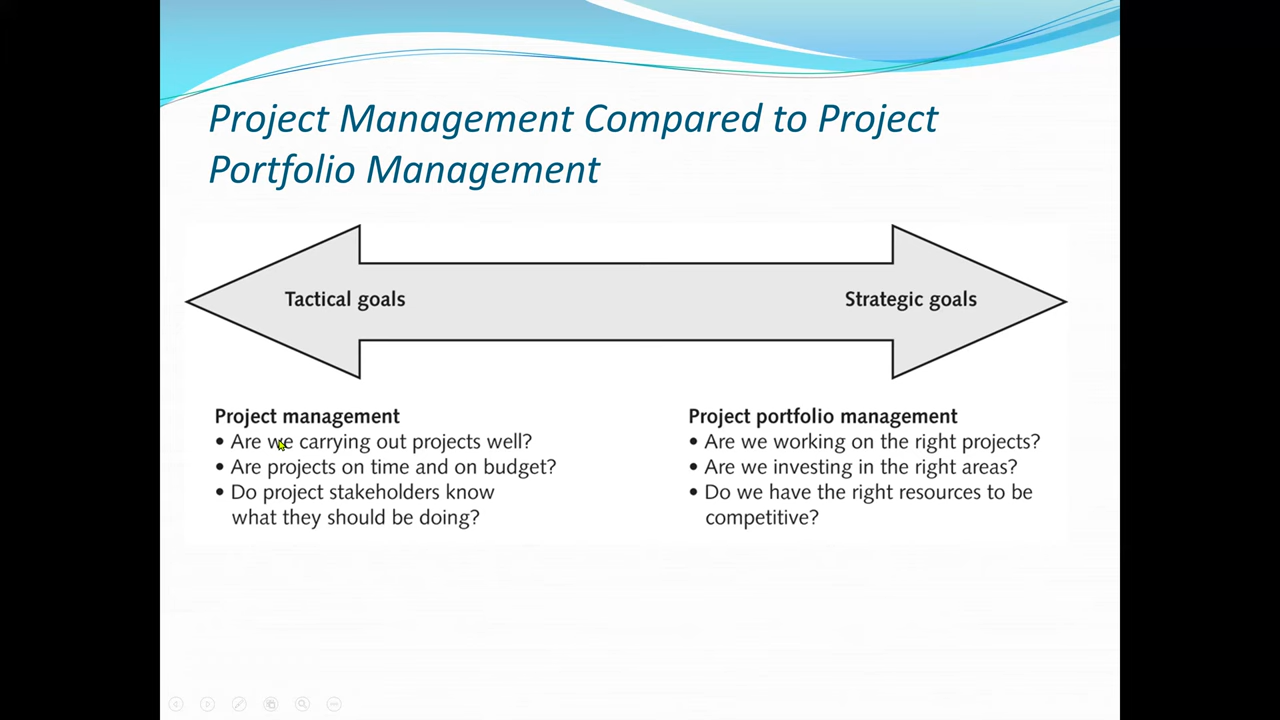 Project Management Compared to Project
Portfolio Management
Tactical goals
Strategic goals
Project management
• Are we carrying out projects well?
• Are projects on time and on budget?
• Do project stakeholders know
what they should be doing?
Project portfolio management
• Are we working on the right projects?
• Are we investing in the right areas?
• Do we have the right resources to be
competitive?